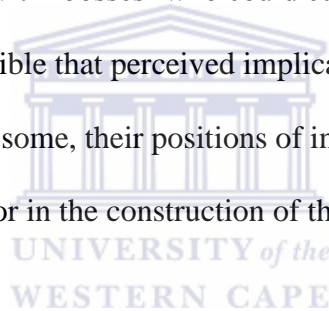 sible that perceived implica
some, their positions of in
or in the construction of th
UNIVERSITY of the
WESTERN CAPE